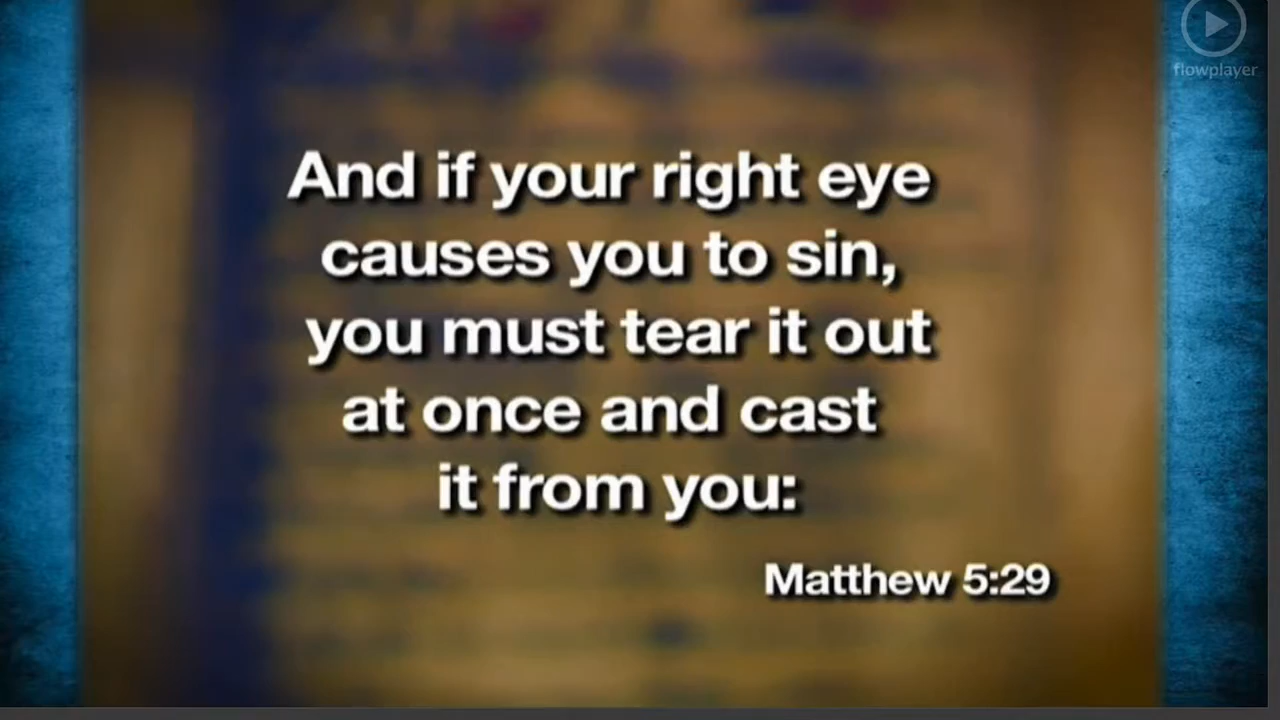 flowplayer
And if your right eye
causes you to sin,
you must tear it out
at once and cast
it from you:
Matthew 5:29